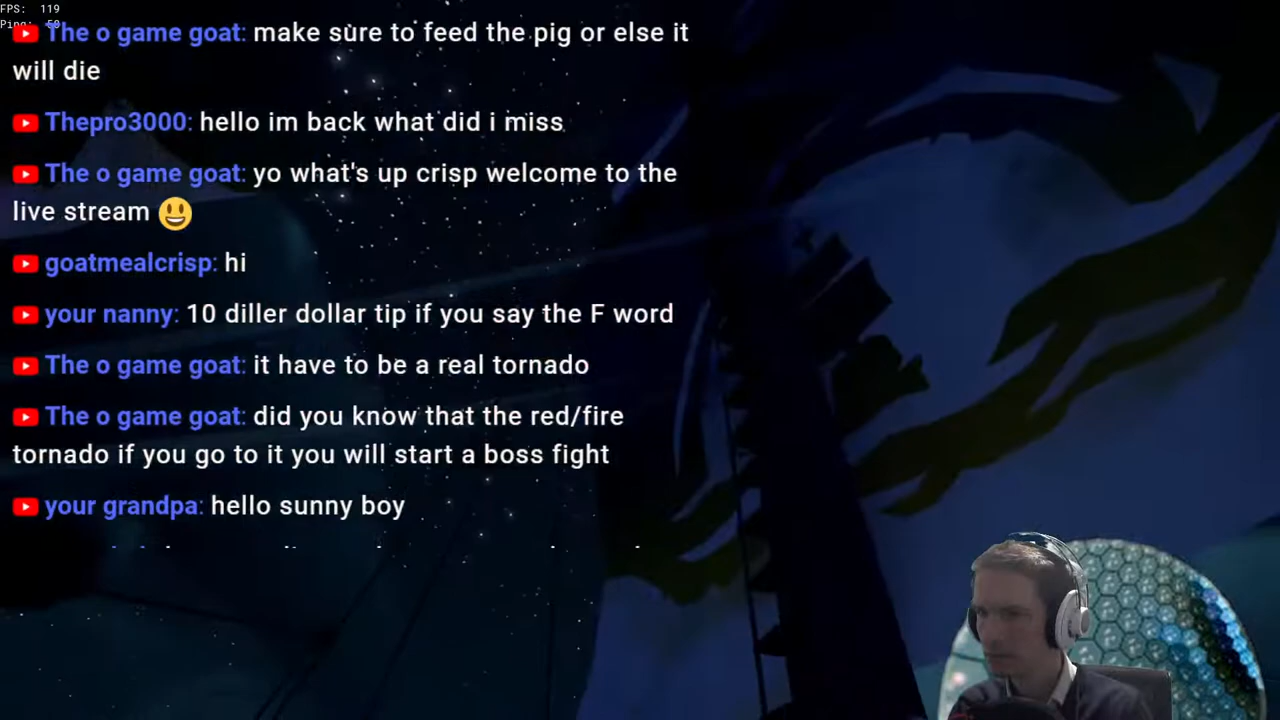 FPS: 119
The o game goat: make sure to feed the pig or else it
will die
Thepro3000: hello im back what did i miss
The o game goat: yo what's up crisp welcome to the
live stream 😃
goatmealcrisp: hi
your nanny: 10 diller dollar tip if you say the F word
The o game goat: it have to be a real tornado
The o game goat: did you know that the red/fire
tornado if you go to it you will start a boss fight
your grandpa: hello sunny boy